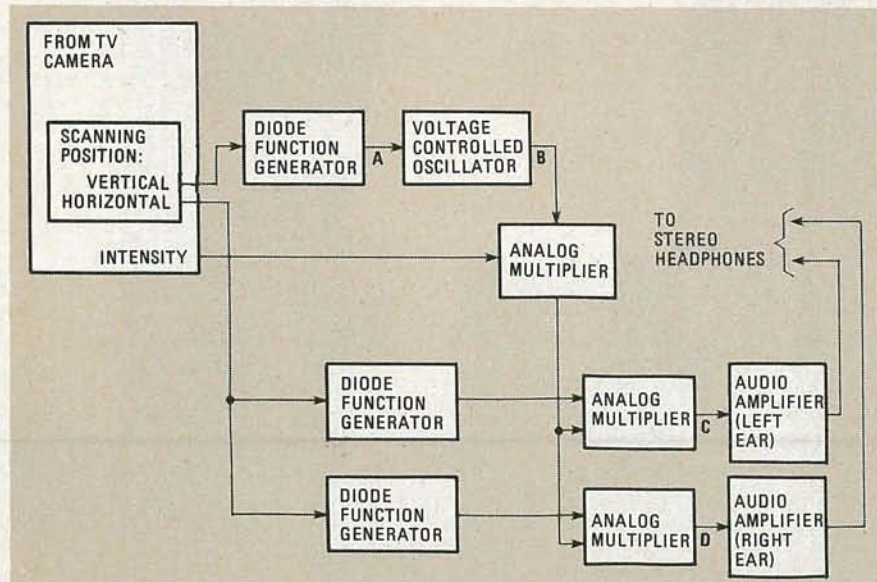 FROM TV
CAMERA
SCANNING
POSITION:
VERTICAL
HORIZONTAL
INTENSITY
DIODE
FUNCTION
GENERATOR
A
VOLTAGE
CONTROLLED
OSCILLATOR
B
ANALOG
MULTIPLIER
TO
STEREO
HEADPHONES
DIODE
FUNCTION
GENERATOR
ANALOG
MULTIPLIER
C
AUDIO
AMPLIFIER
(LEFT
EAR)
DIODE
FUNCTION
GENERATOR
ANALOG
MULTIPLIER
D
AUDIO
AMPLIFIER
(RIGHT
EAR)